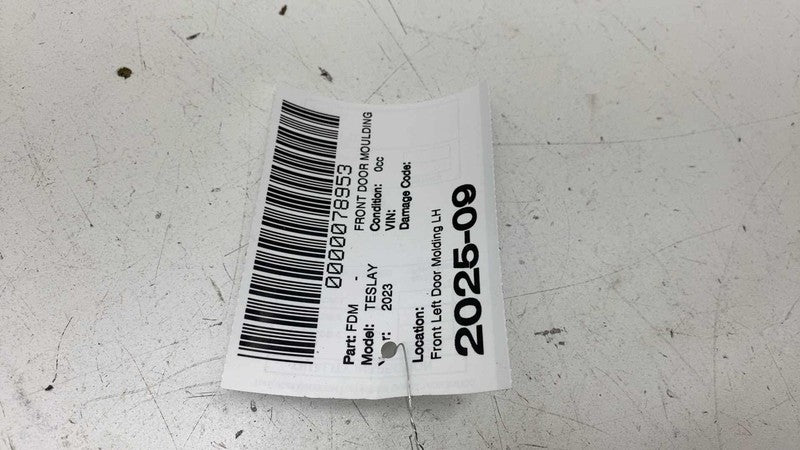 0000078953
Part: FDM - FRONT DOOR MOULDING
Model: TESLAY Condition: 0cc
r: 2023 VIN:
Damage Code:
Location:
Front Left Door Molding LH
2025-09